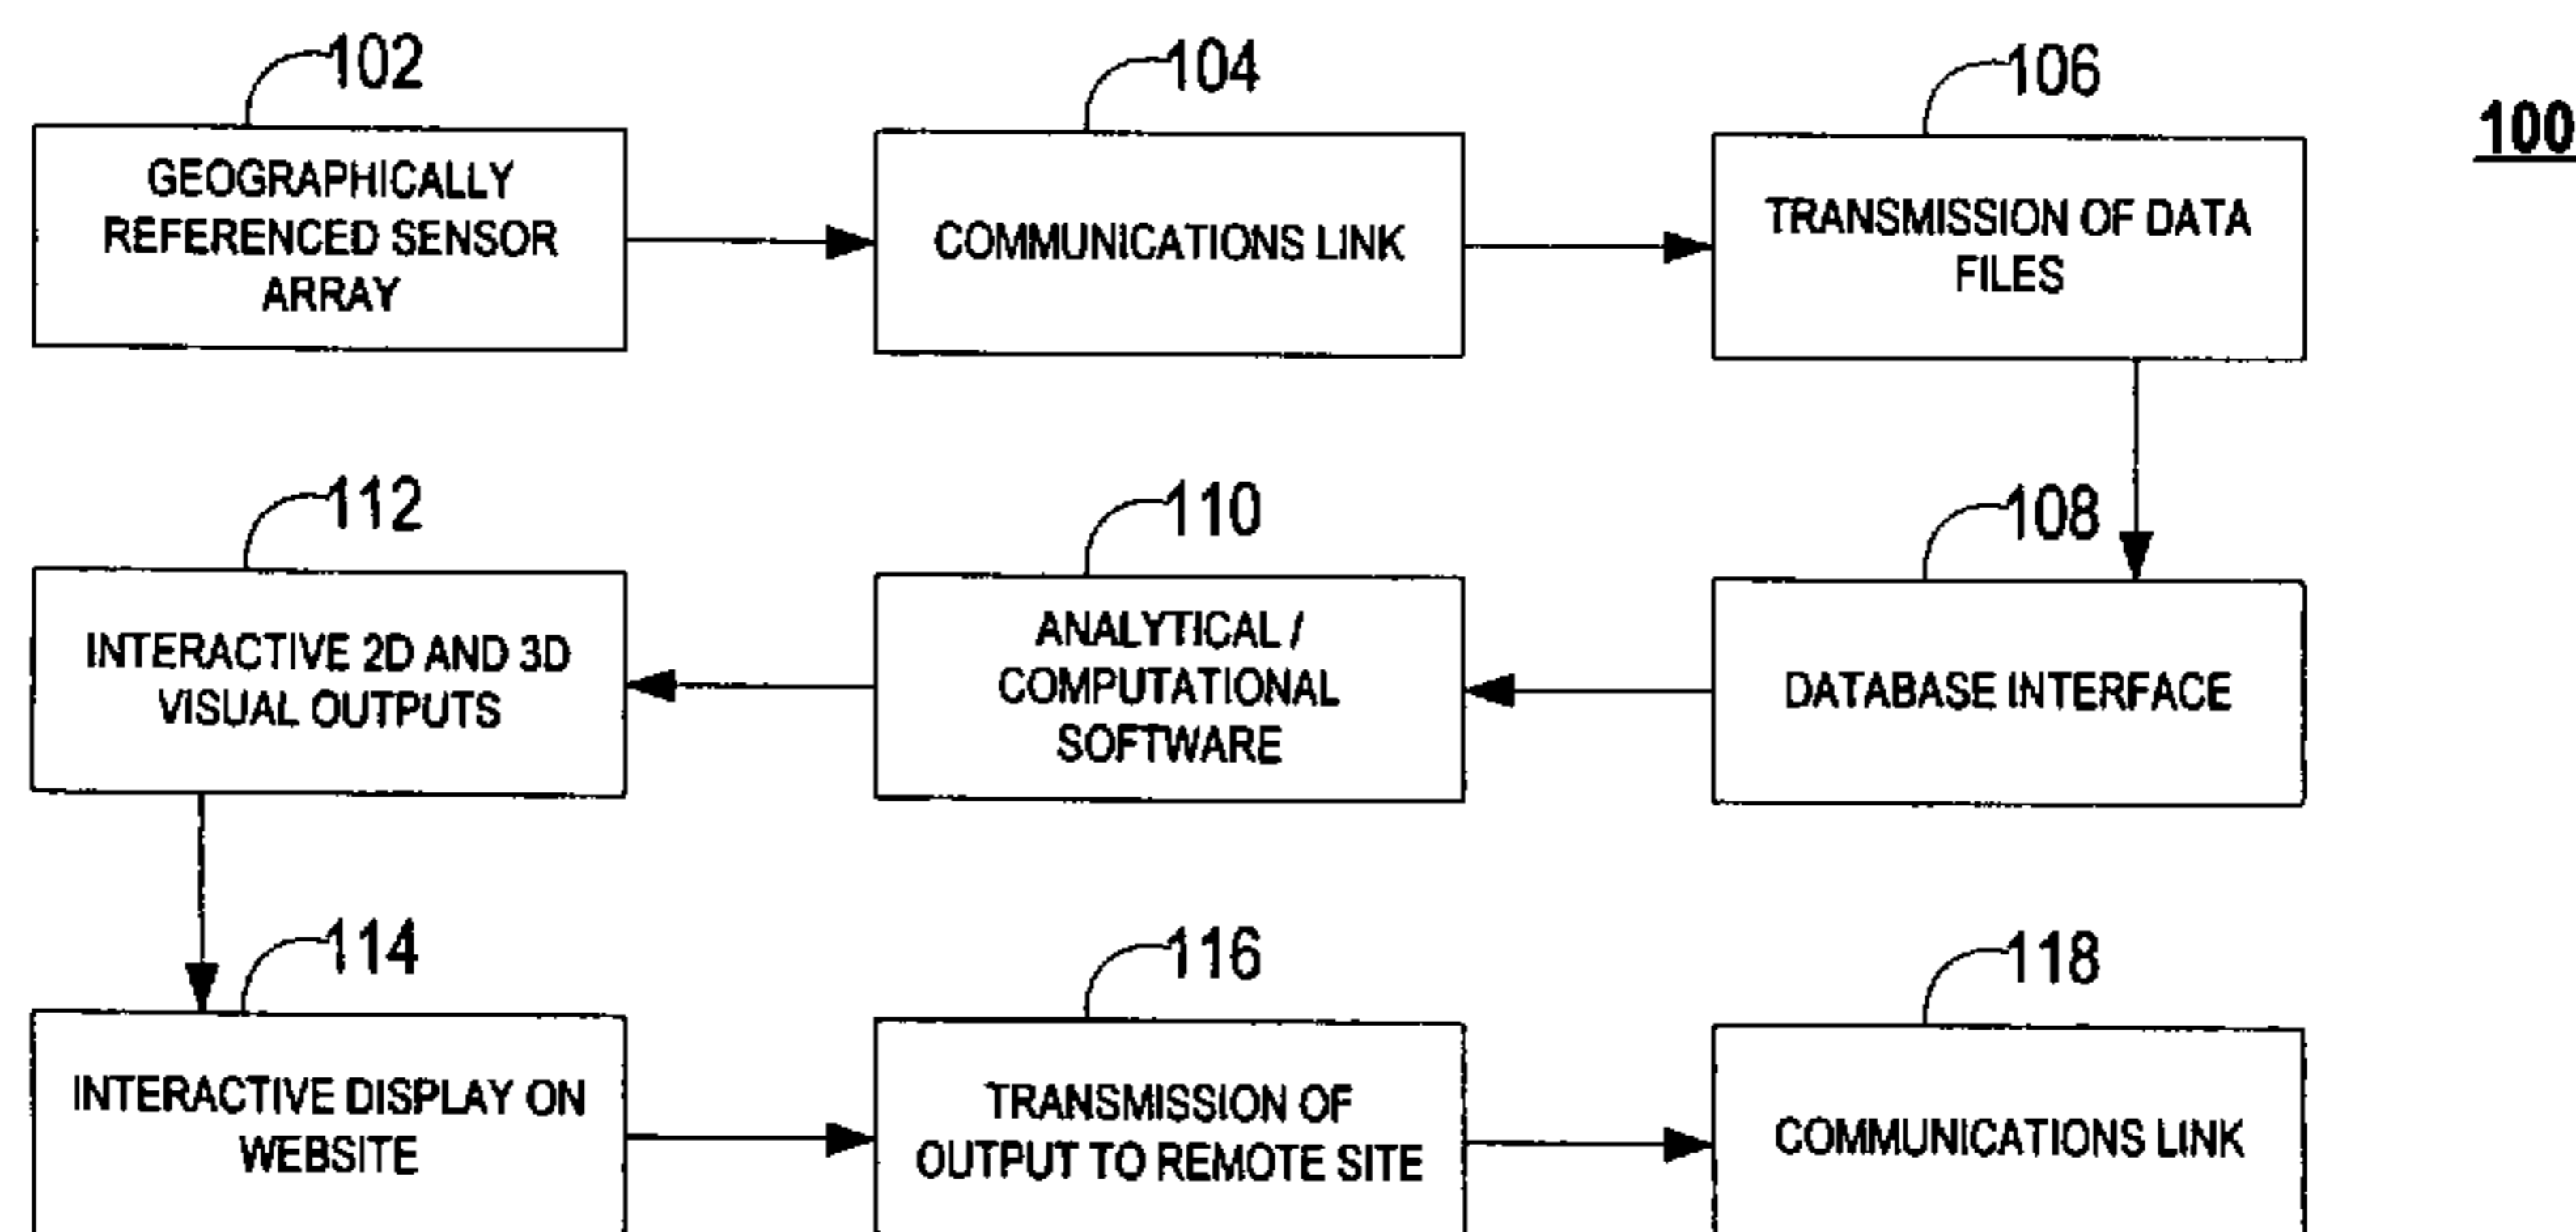 102
104
106
100
GEOGRAPHICALLY
REFERENCED SENSOR
ARRAY
COMMUNICATIONS LINK
TRANSMISSION OF DATA
FILES
112
110
108
INTERACTIVE 2D AND 3D
VISUAL OUTPUTS
ANALYTICAL /
COMPUTATIONAL
SOFTWARE
DATABASE INTERFACE
114
116
118
INTERACTIVE DISPLAY ON
WEBSITE
TRANSMISSION OF
OUTPUT TO REMOTE SITE
COMMUNICATIONS LINK